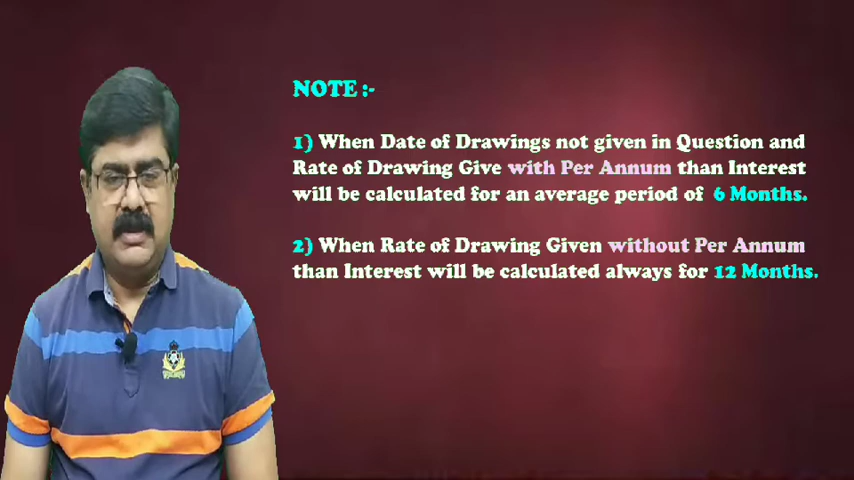 NOTE :-
1) When Date of Drawings not given in Question and
Rate of Drawing Give with Per Annum than Interest
will be calculated for an average period of 6 Months.
2) When Rate of Drawing Given without Per Annum
than Interest will be calculated always for 12 Months.